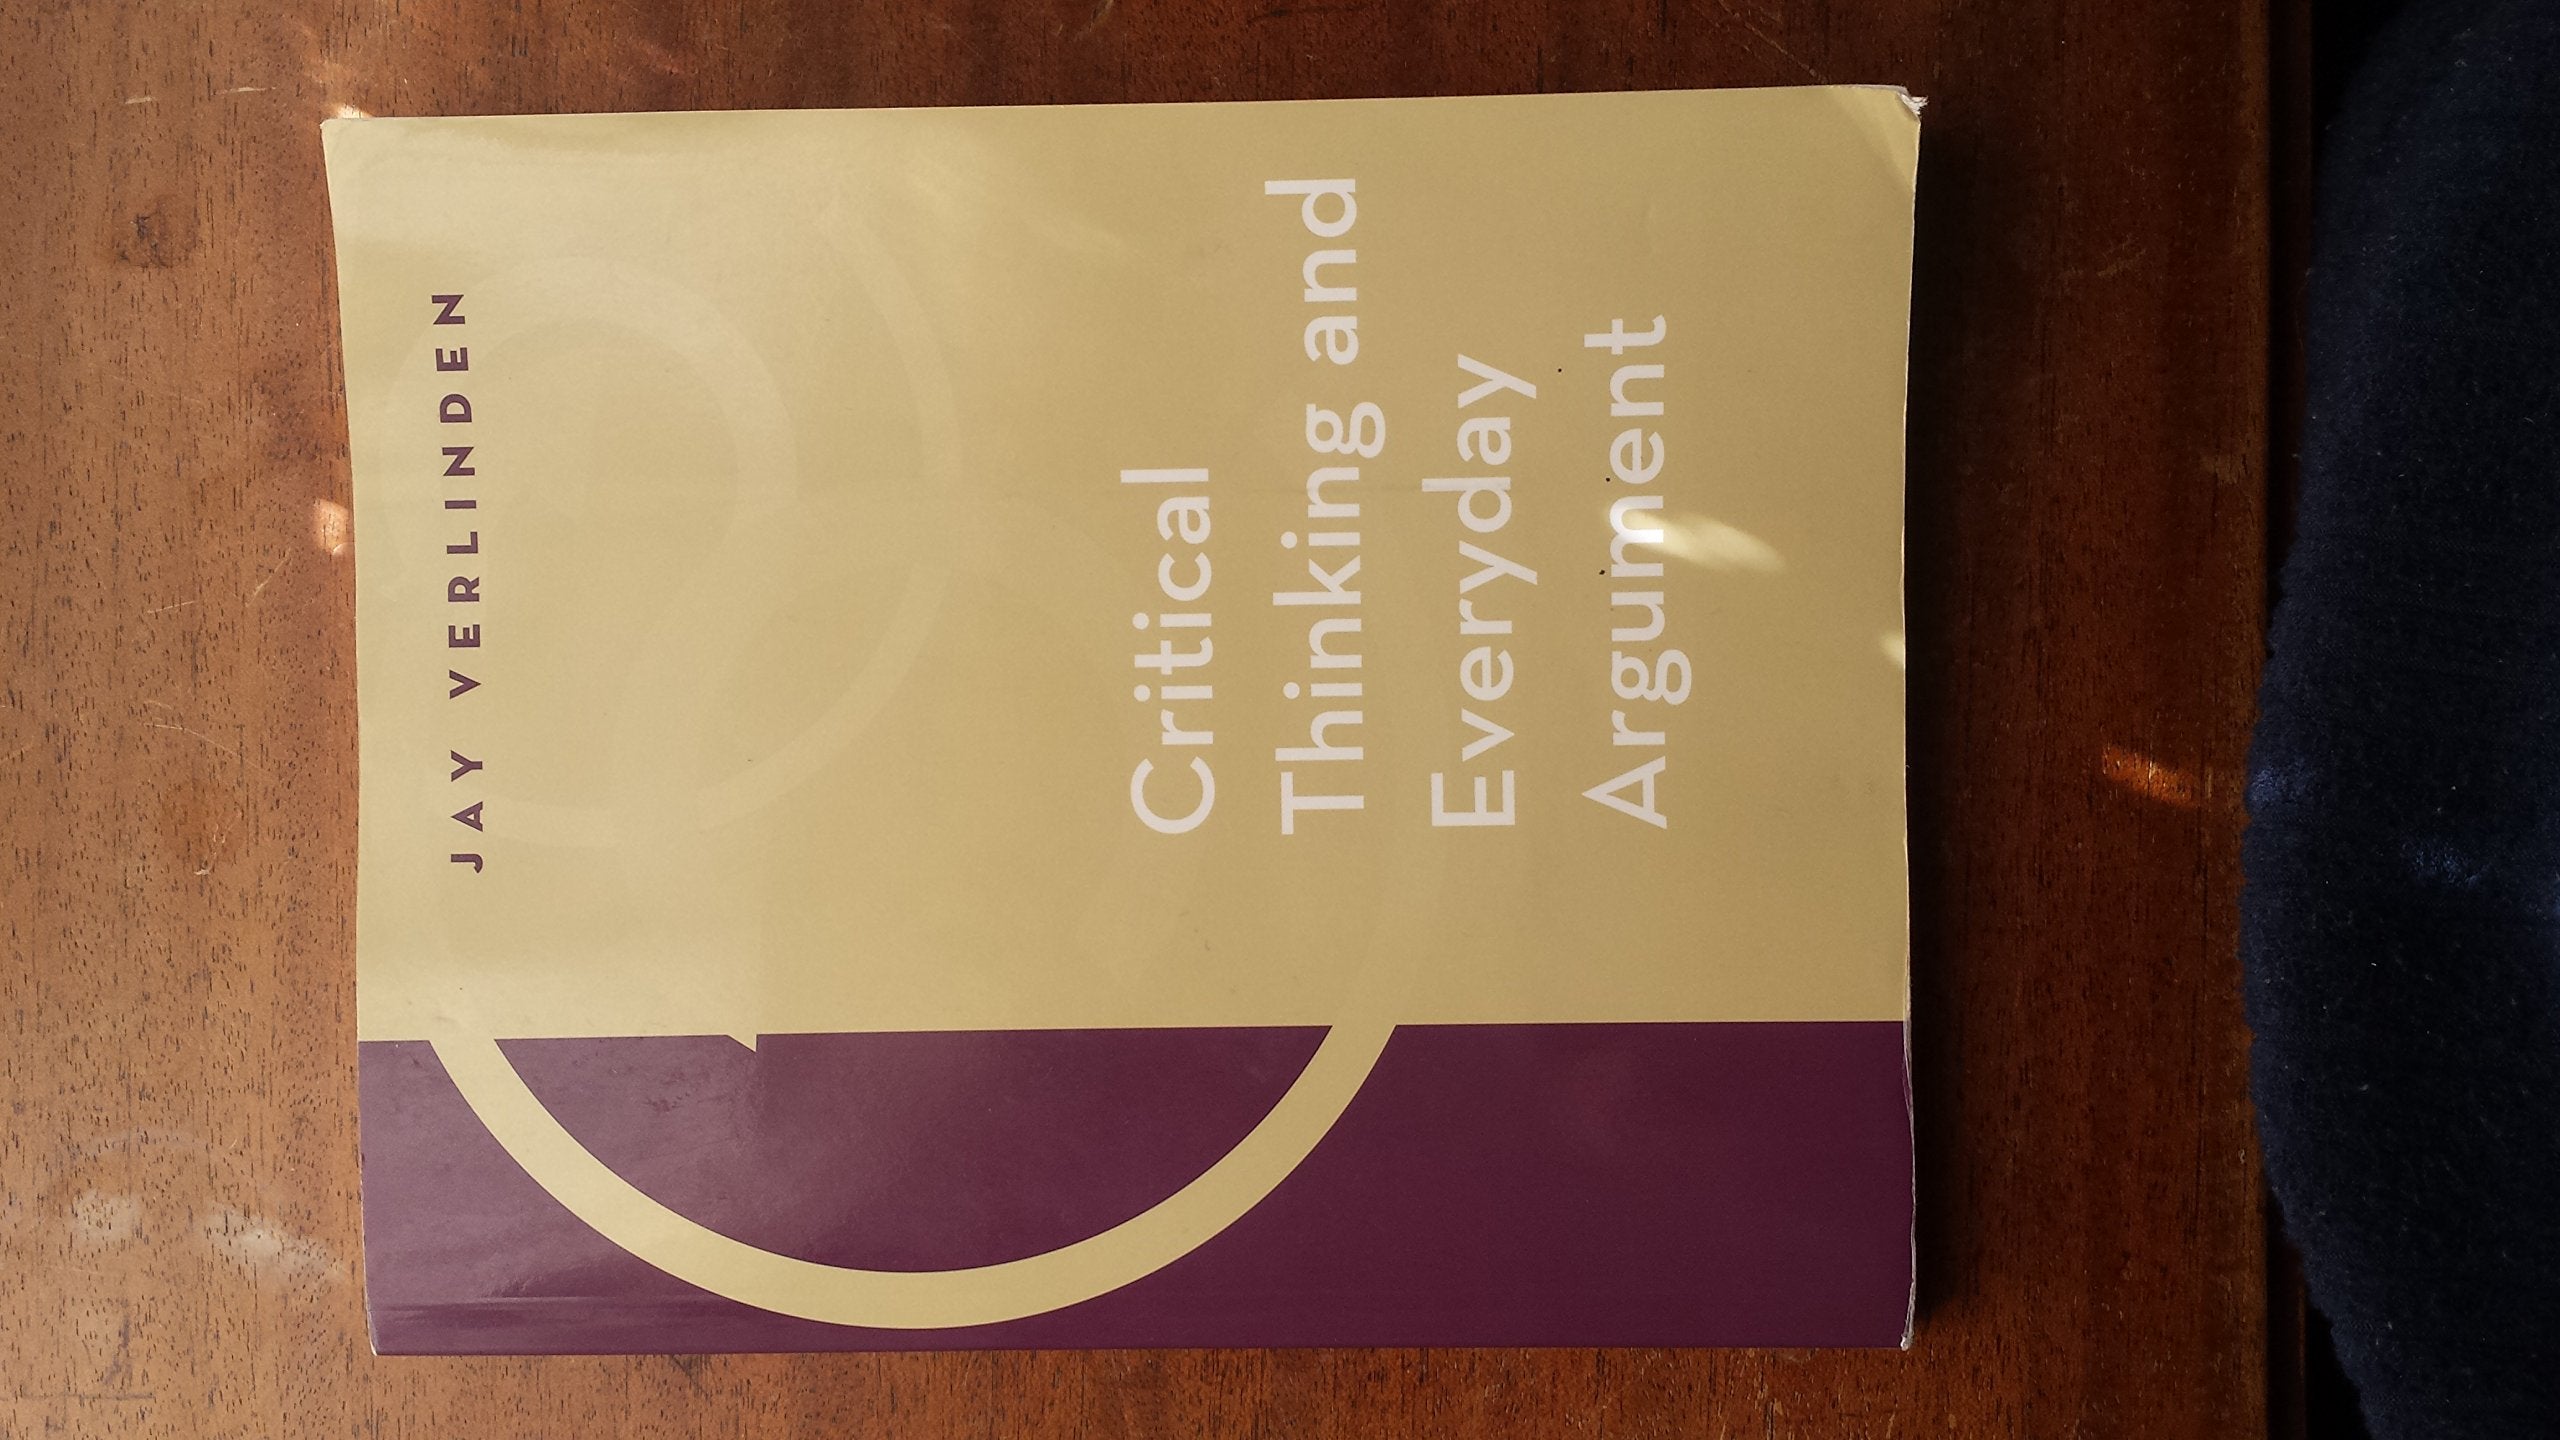 JAY VERLINDEN
Critical
Thinking and
Everyday
Argument